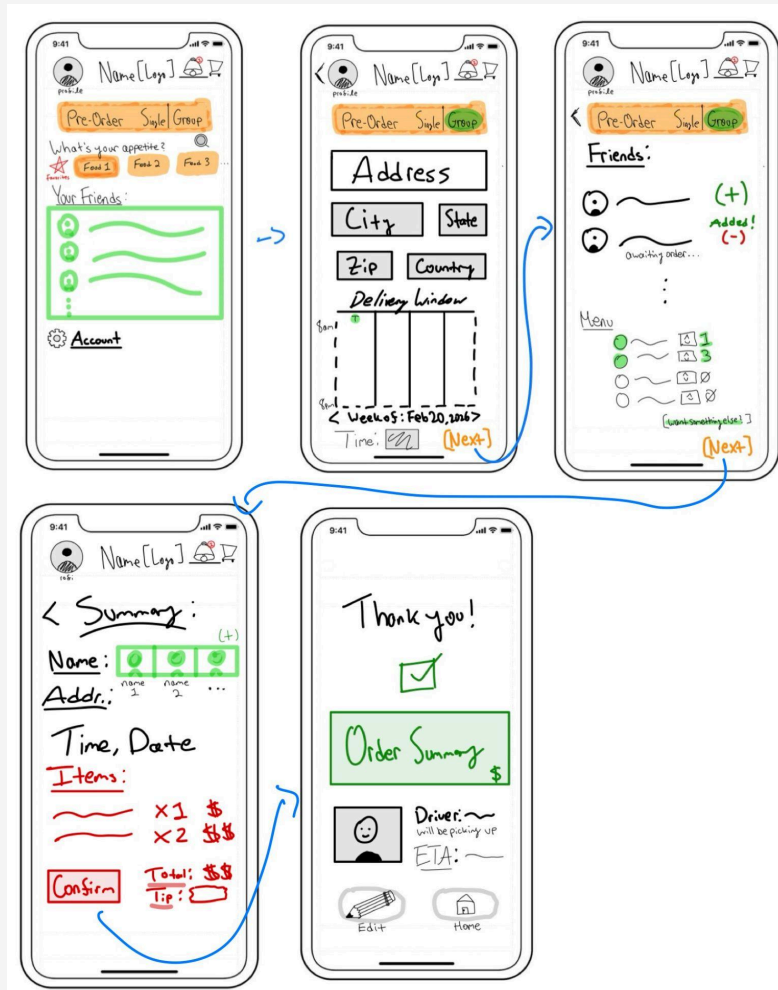 9:41
Name[Logo]
profile
Pre-Order Single Group
What's your appetite?
Favorites
Food 1 Food 2 Food 3 ...
Your Friends:
Account
9:41
Name[Logo]
profile
Pre-Order Single Group
Address
City State
Zip Country
Delivery Window
8am
T
8pm
< Week of: Feb 20, 2026 >
Time: [Next]
9:41
Name[Logo]
profile
< Pre-Order Single Group
Friends:
(+)
Added!
(-)
awaiting order...
Menu
1
3
Ø
Ø
[want something else?]
[Next]
9:41
Name[Logo]
< Summary:
(+)
Name:
name 1 name 2 ...
Addr.:
Time, Date
Items:
x1 $
x2 $$
Confirm Total: $$
Tip:
9:41
Thank you!
Order Summary
$
Driver:
will be picking up
ETA:
Edit Home